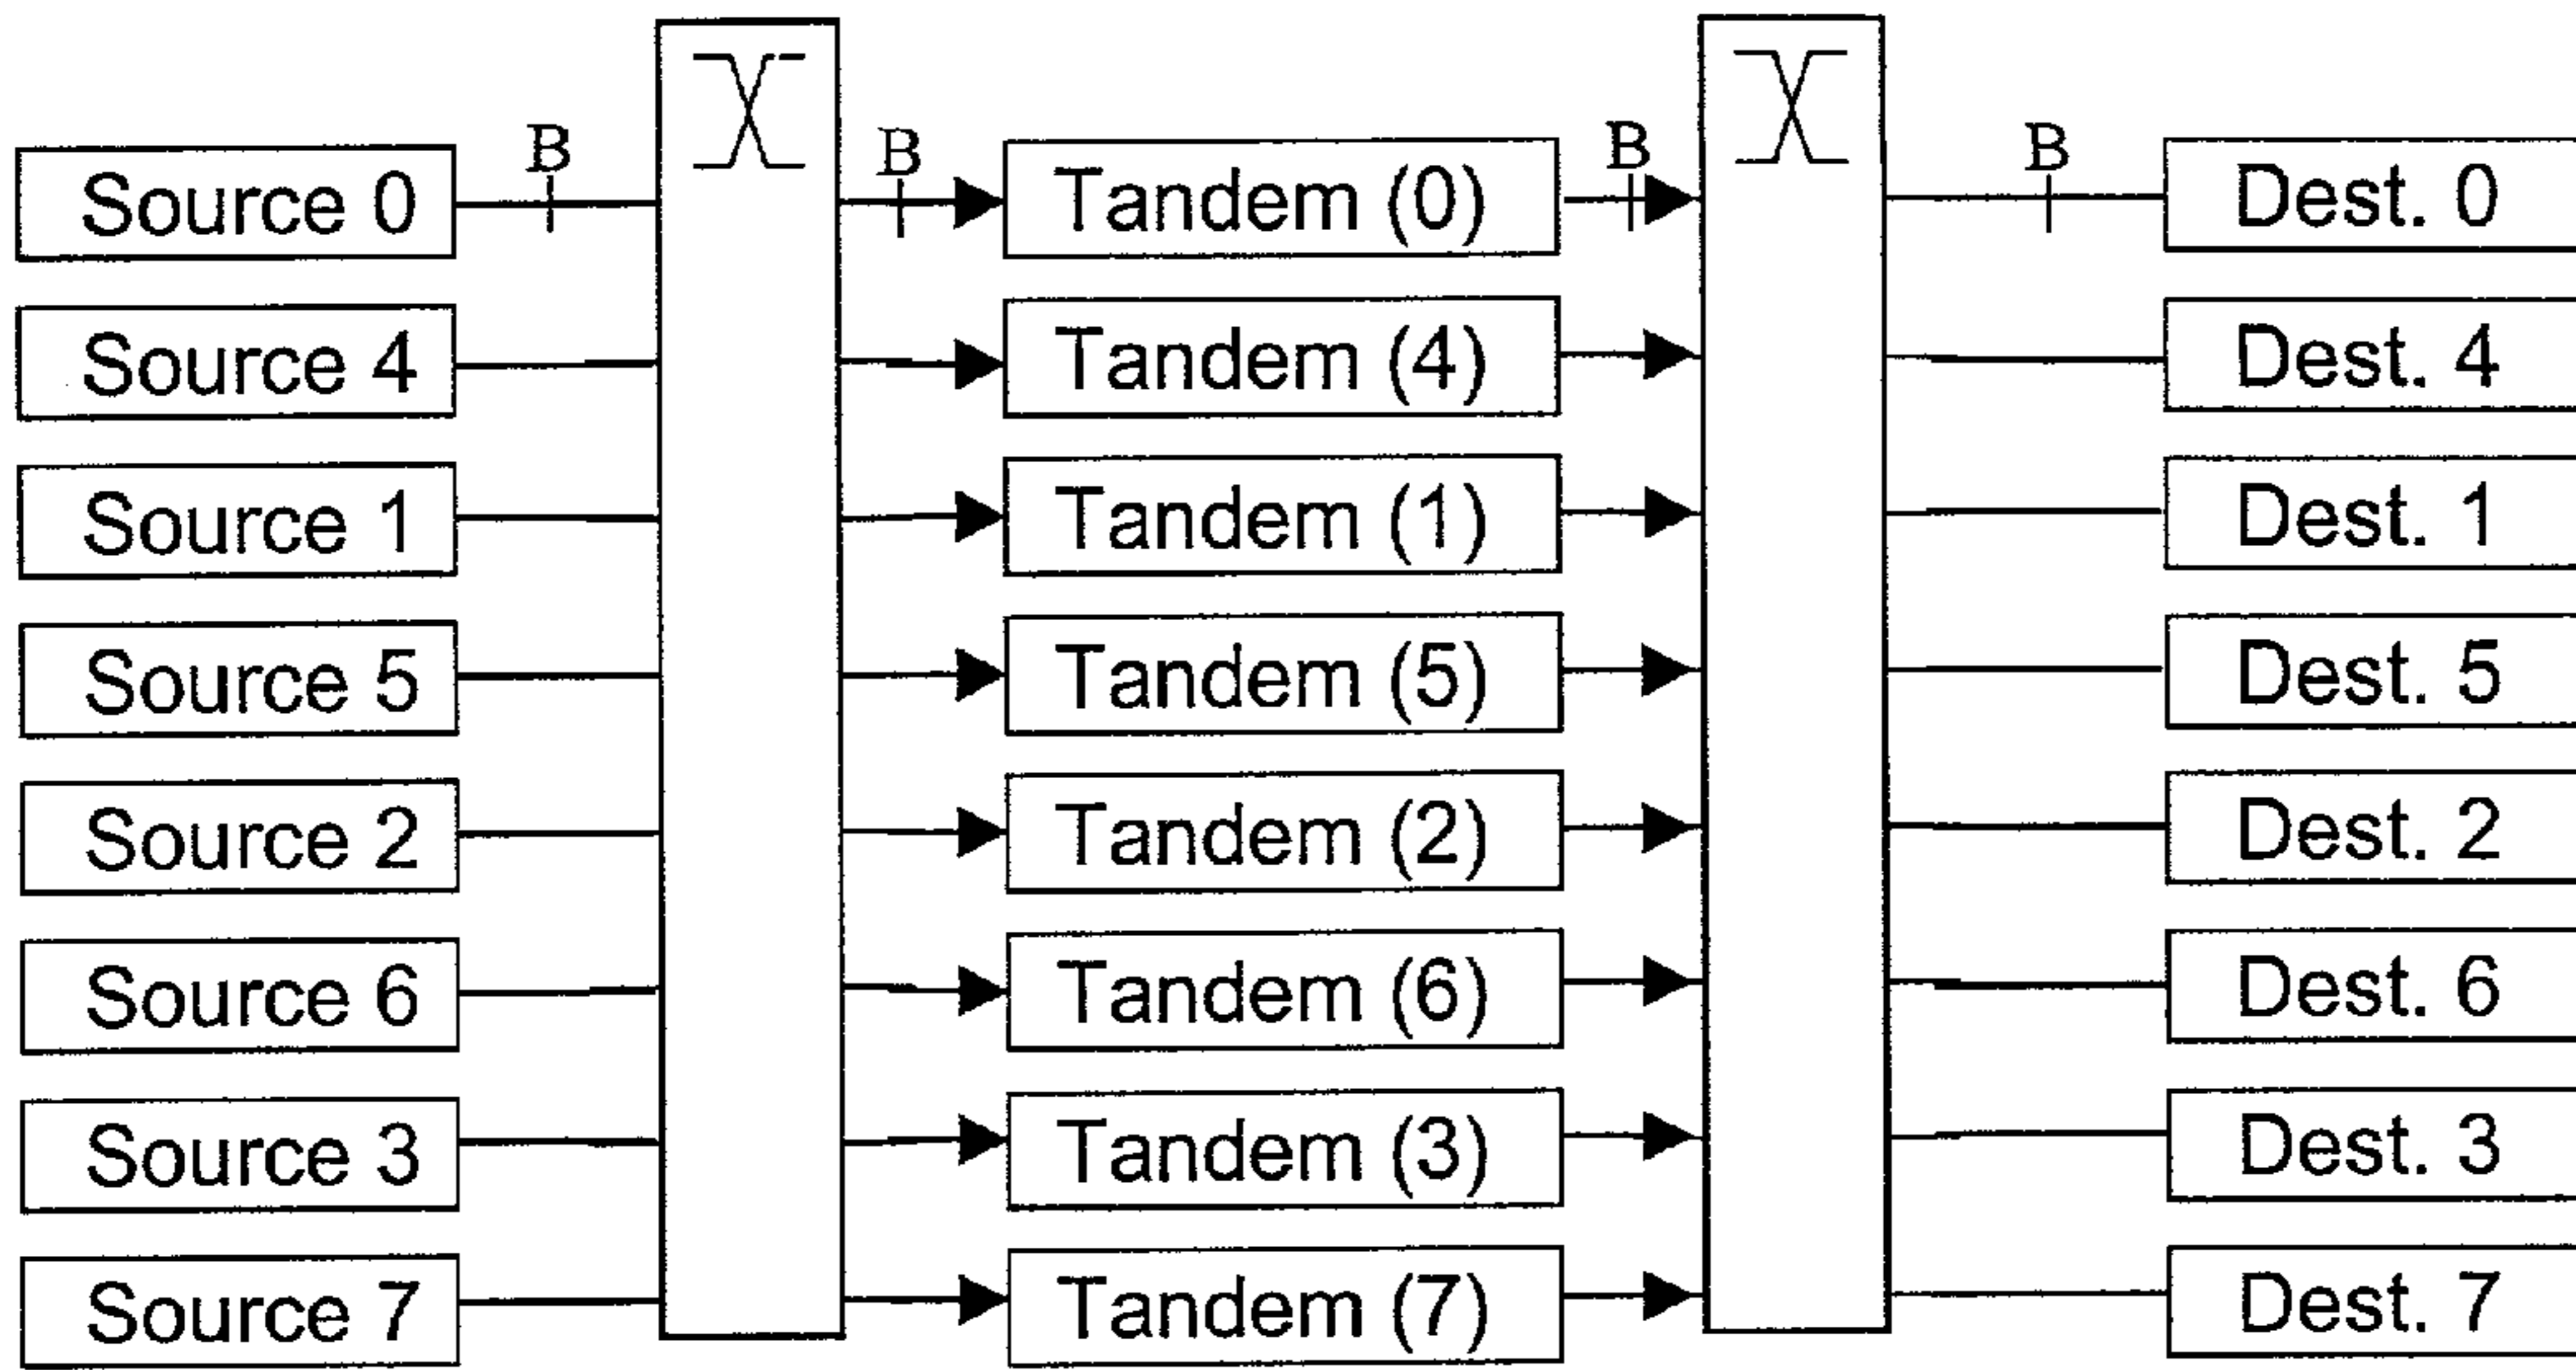 B B B B
Source 0 Tandem (0) Dest. 0
Source 4 Tandem (4) Dest. 4
Source 1 Tandem (1) Dest. 1
Source 5 Tandem (5) Dest. 5
Source 2 Tandem (2) Dest. 2
Source 6 Tandem (6) Dest. 6
Source 3 Tandem (3) Dest. 3
Source 7 Tandem (7) Dest. 7